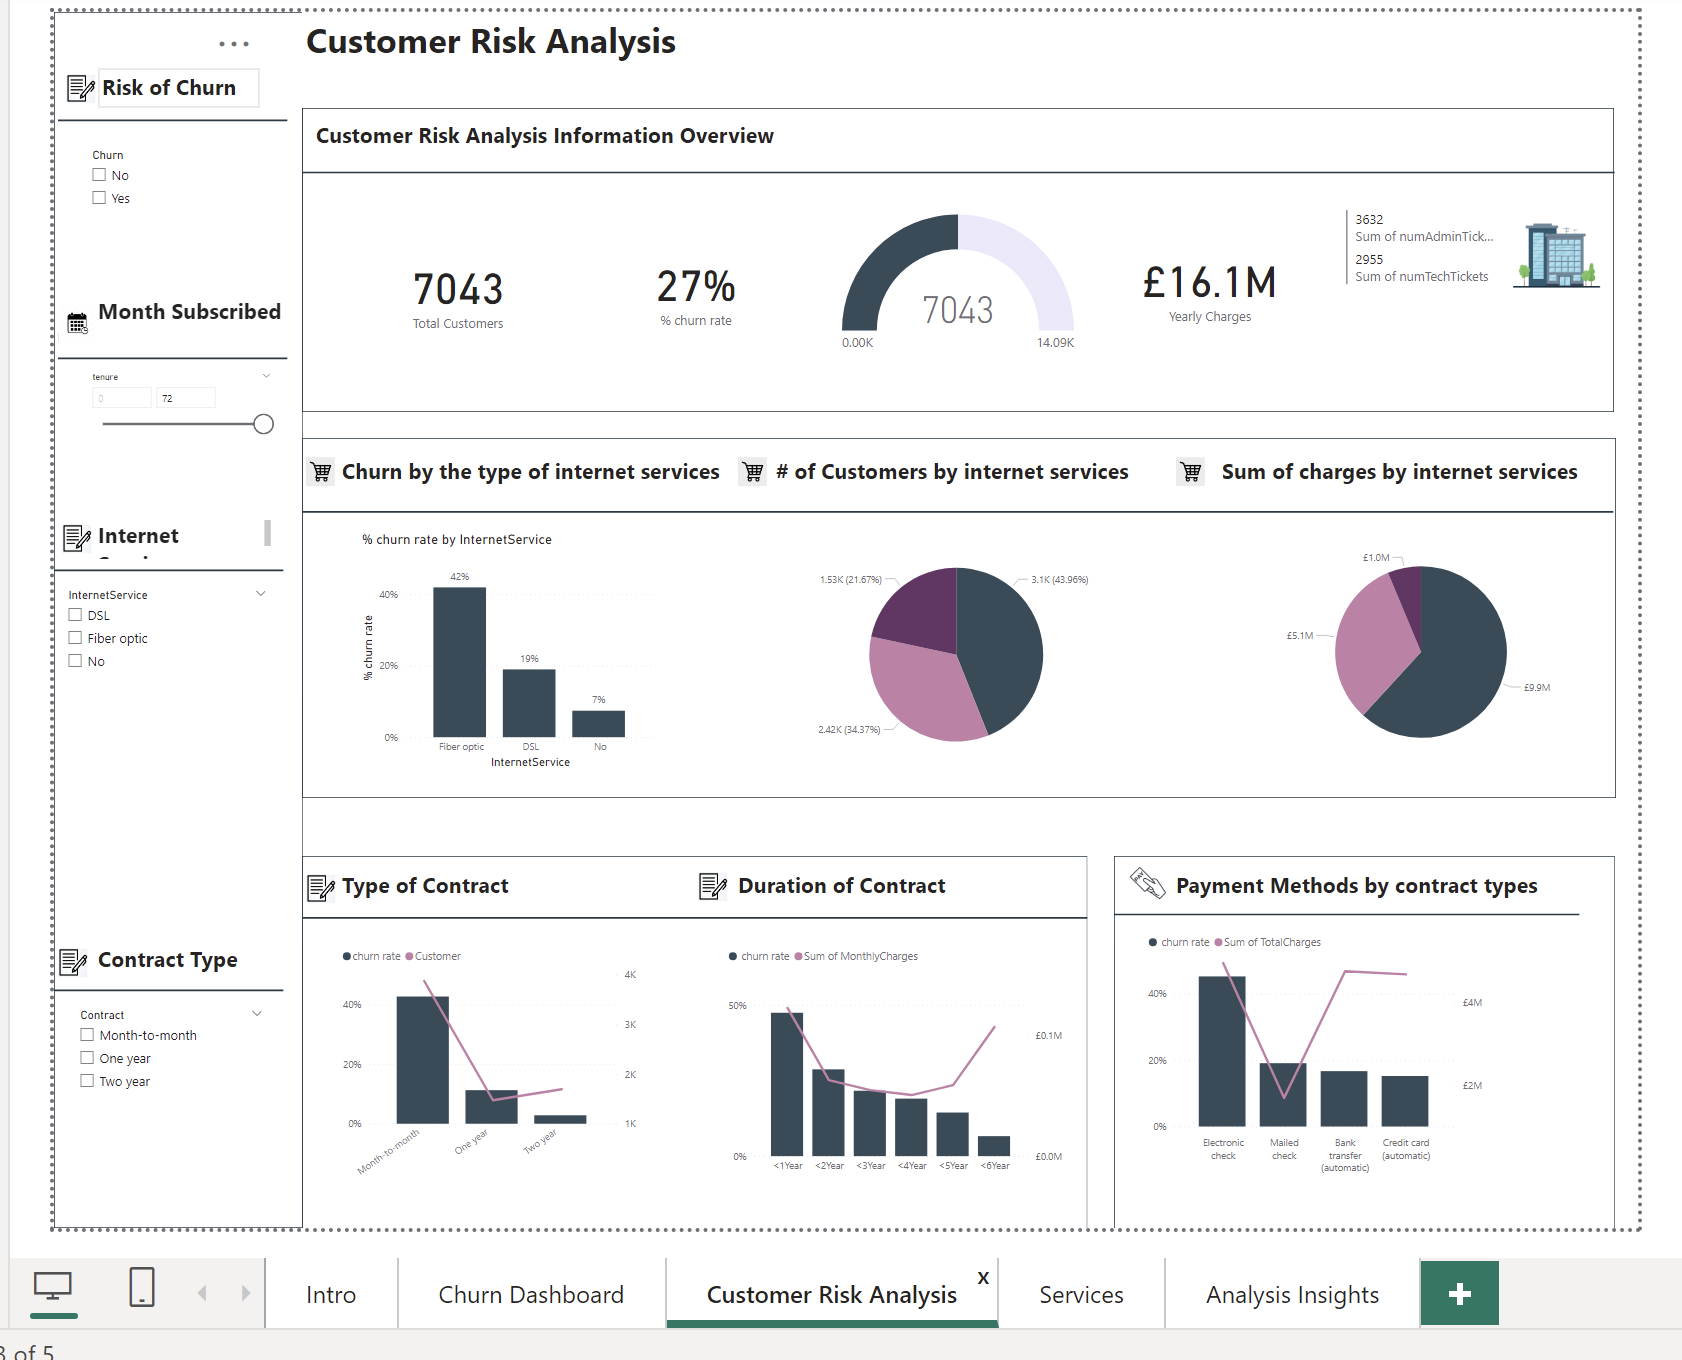 Customer Risk Analysis
Risk of Churn
Churn
No
Yes
Month Subscribed
tenure
0
72
Internet
InternetService
DSL
Fiber optic
No
Contract Type
Contract
Month-to-month
One year
Two year
Customer Risk Analysis Information Overview
7043
Total Customers
27%
% churn rate
7043
0.00K
14.09K
£16.1M
Yearly Charges
3632
Sum of numAdminTick...
2955
Sum of numTechTickets
Churn by the type of internet services
# of Customers by internet services
Sum of charges by internet services
% churn rate by InternetService
% churn rate
40%
20%
0%
42%
19%
7%
Fiber optic
DSL
No
InternetService
1.53K (21.67%)
3.1K (43.96%)
2.42K (34.37%)
£1.0M
£5.1M
£9.9M
Type of Contract
churn rate
Customer
40%
20%
0%
4K
3K
2K
1K
Month-to-month
One year
Two year
Duration of Contract
churn rate
Sum of MonthlyCharges
50%
0%
£0.1M
£0.0M
<1Year
<2Year
<3Year
<4Year
<5Year
<6Year
Payment Methods by contract types
churn rate
Sum of TotalCharges
40%
20%
0%
£4M
£2M
Electronic
check
Mailed
check
Bank
transfer
(automatic)
Credit card
(automatic)
Intro
Churn Dashboard
Customer Risk Analysis
x
Services
Analysis Insights
+
3 of 5